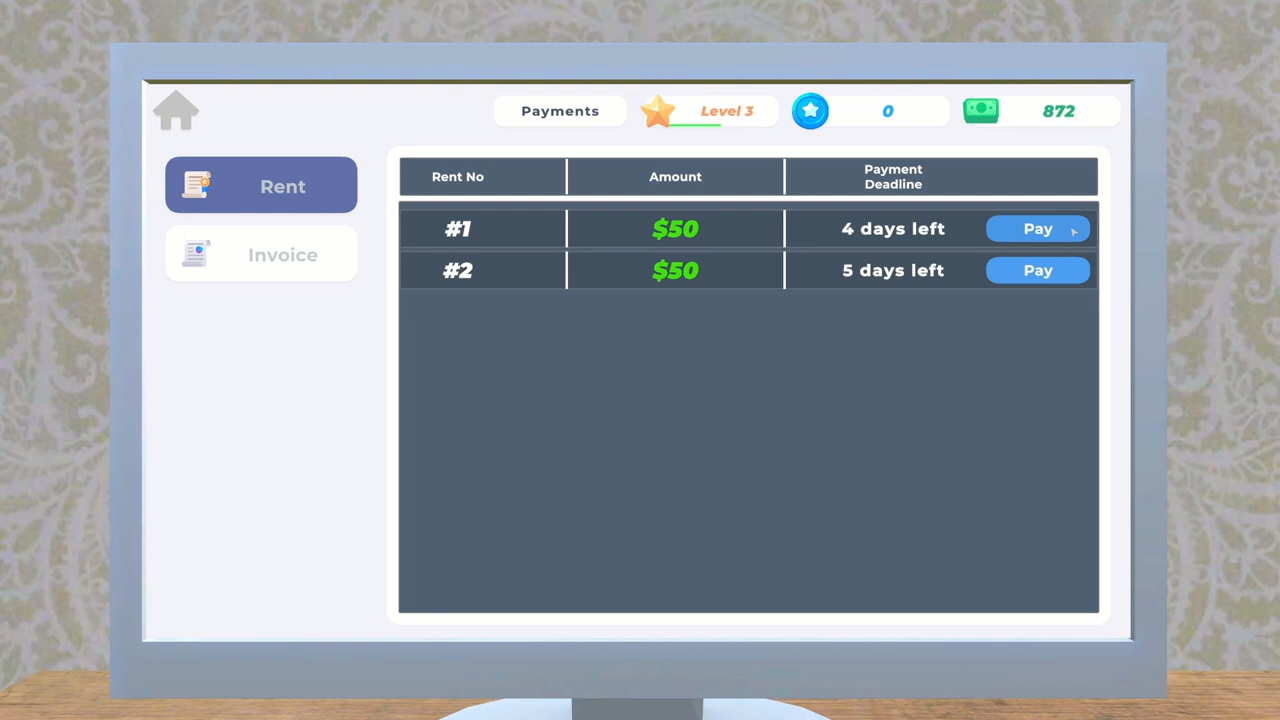 Payments
Level 3
0
872
Rent
Invoice
Rent No
Amount
Payment
Deadline
#1
$50
4 days left
Pay
#2
$50
5 days left
Pay